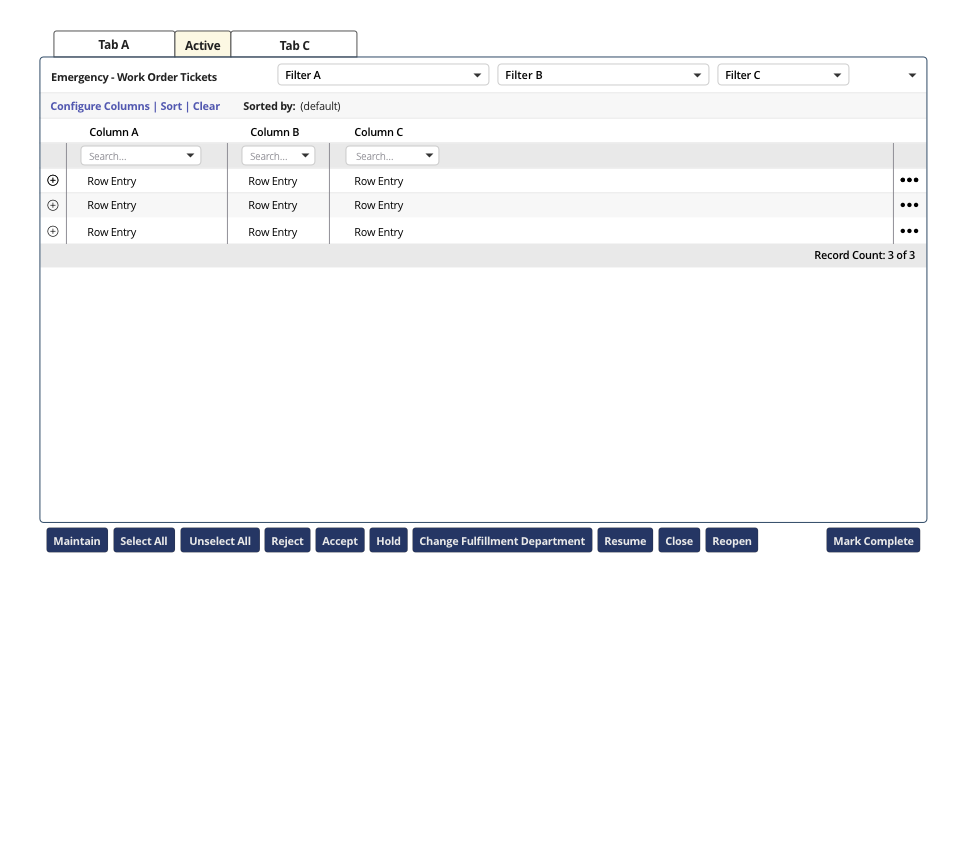 Tab A Active Tab C
Emergency - Work Order Tickets Filter A Filter B Filter C
Configure Columns | Sort | Clear Sorted by: (default)
Column A Column B Column C
Search... Search... Search...
Row Entry Row Entry Row Entry
Row Entry Row Entry Row Entry
Row Entry Row Entry Row Entry
Record Count: 3 of 3
Maintain Select All Unselect All Reject Accept Hold Change Fulfillment Department Resume Close Reopen Mark Complete